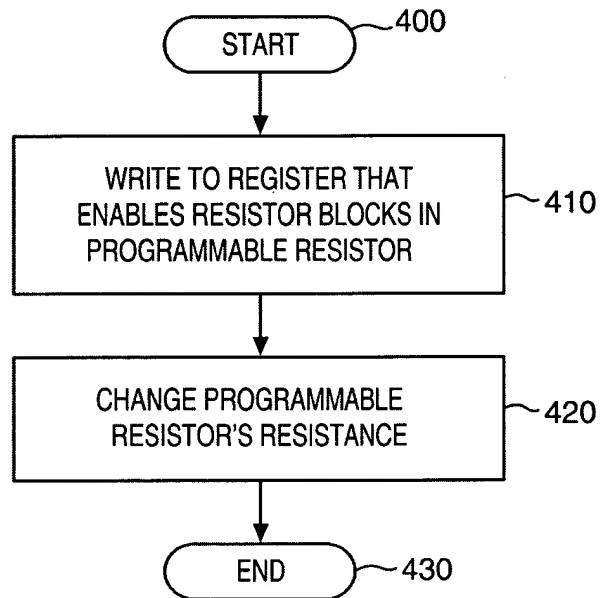 START
400
WRITE TO REGISTER THAT
ENABLES RESISTOR BLOCKS IN
PROGRAMMABLE RESISTOR
410
CHANGE PROGRAMMABLE
RESISTOR'S RESISTANCE
420
END
430